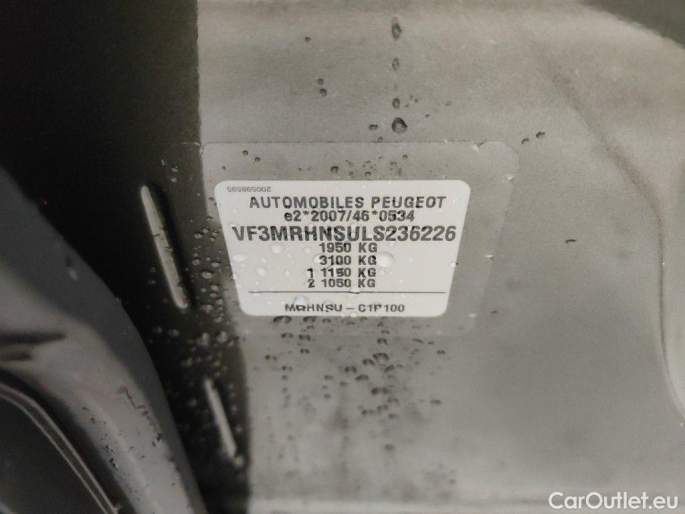 200598595
AUTOMOBILES PEUGEOT
e2*2007/46*0534
VF3MRHNSULS236226
1950 KG
3100 KG
1 1150 KG
2 1050 KG
MRHNSU - C1P100
CarOutlet.eu